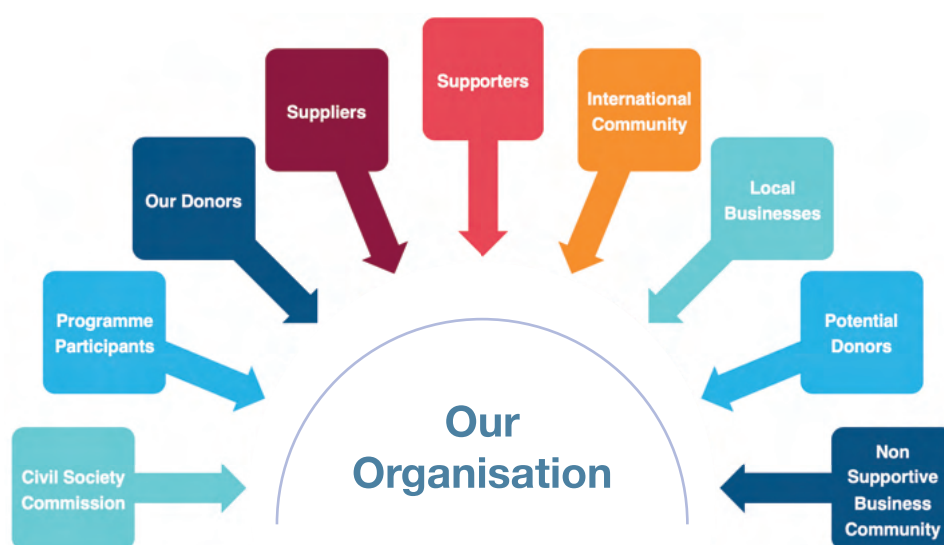 Supporters
Suppliers
International
Community
Our Donors
Local
Businesses
Programme
Participants
Potential
Donors
Our
Organisation
Civil Society
Commission
Non
Supportive
Business
Community